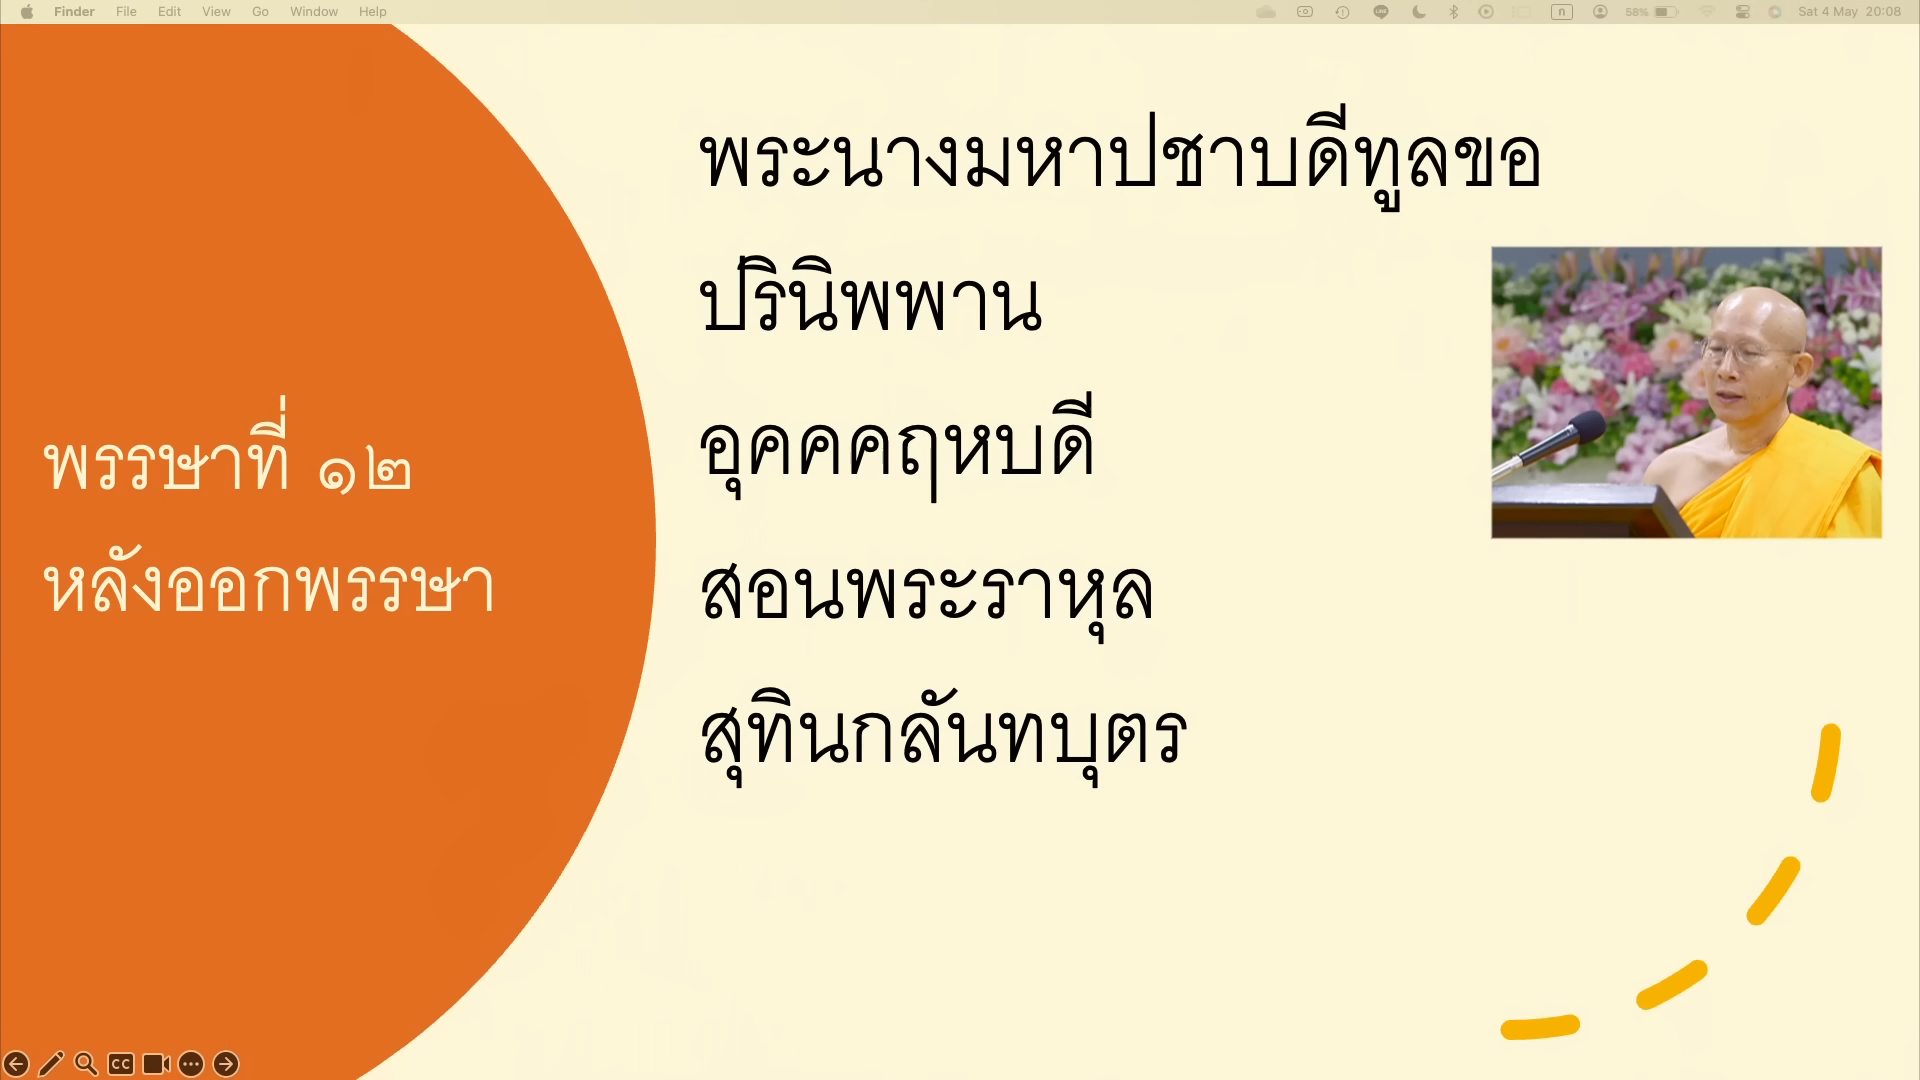 Finder File Edit View Go Window Help 58% Sat 4 May 20:08
พระนางมหาปชาบดีทูลขอ
ปรินิพพาน
อุคคคฤหบดี
สอนพระราหุล
สุทินกลันทบุตร
พรรษาที่ ๑๒
หลังออกพรรษา
CC